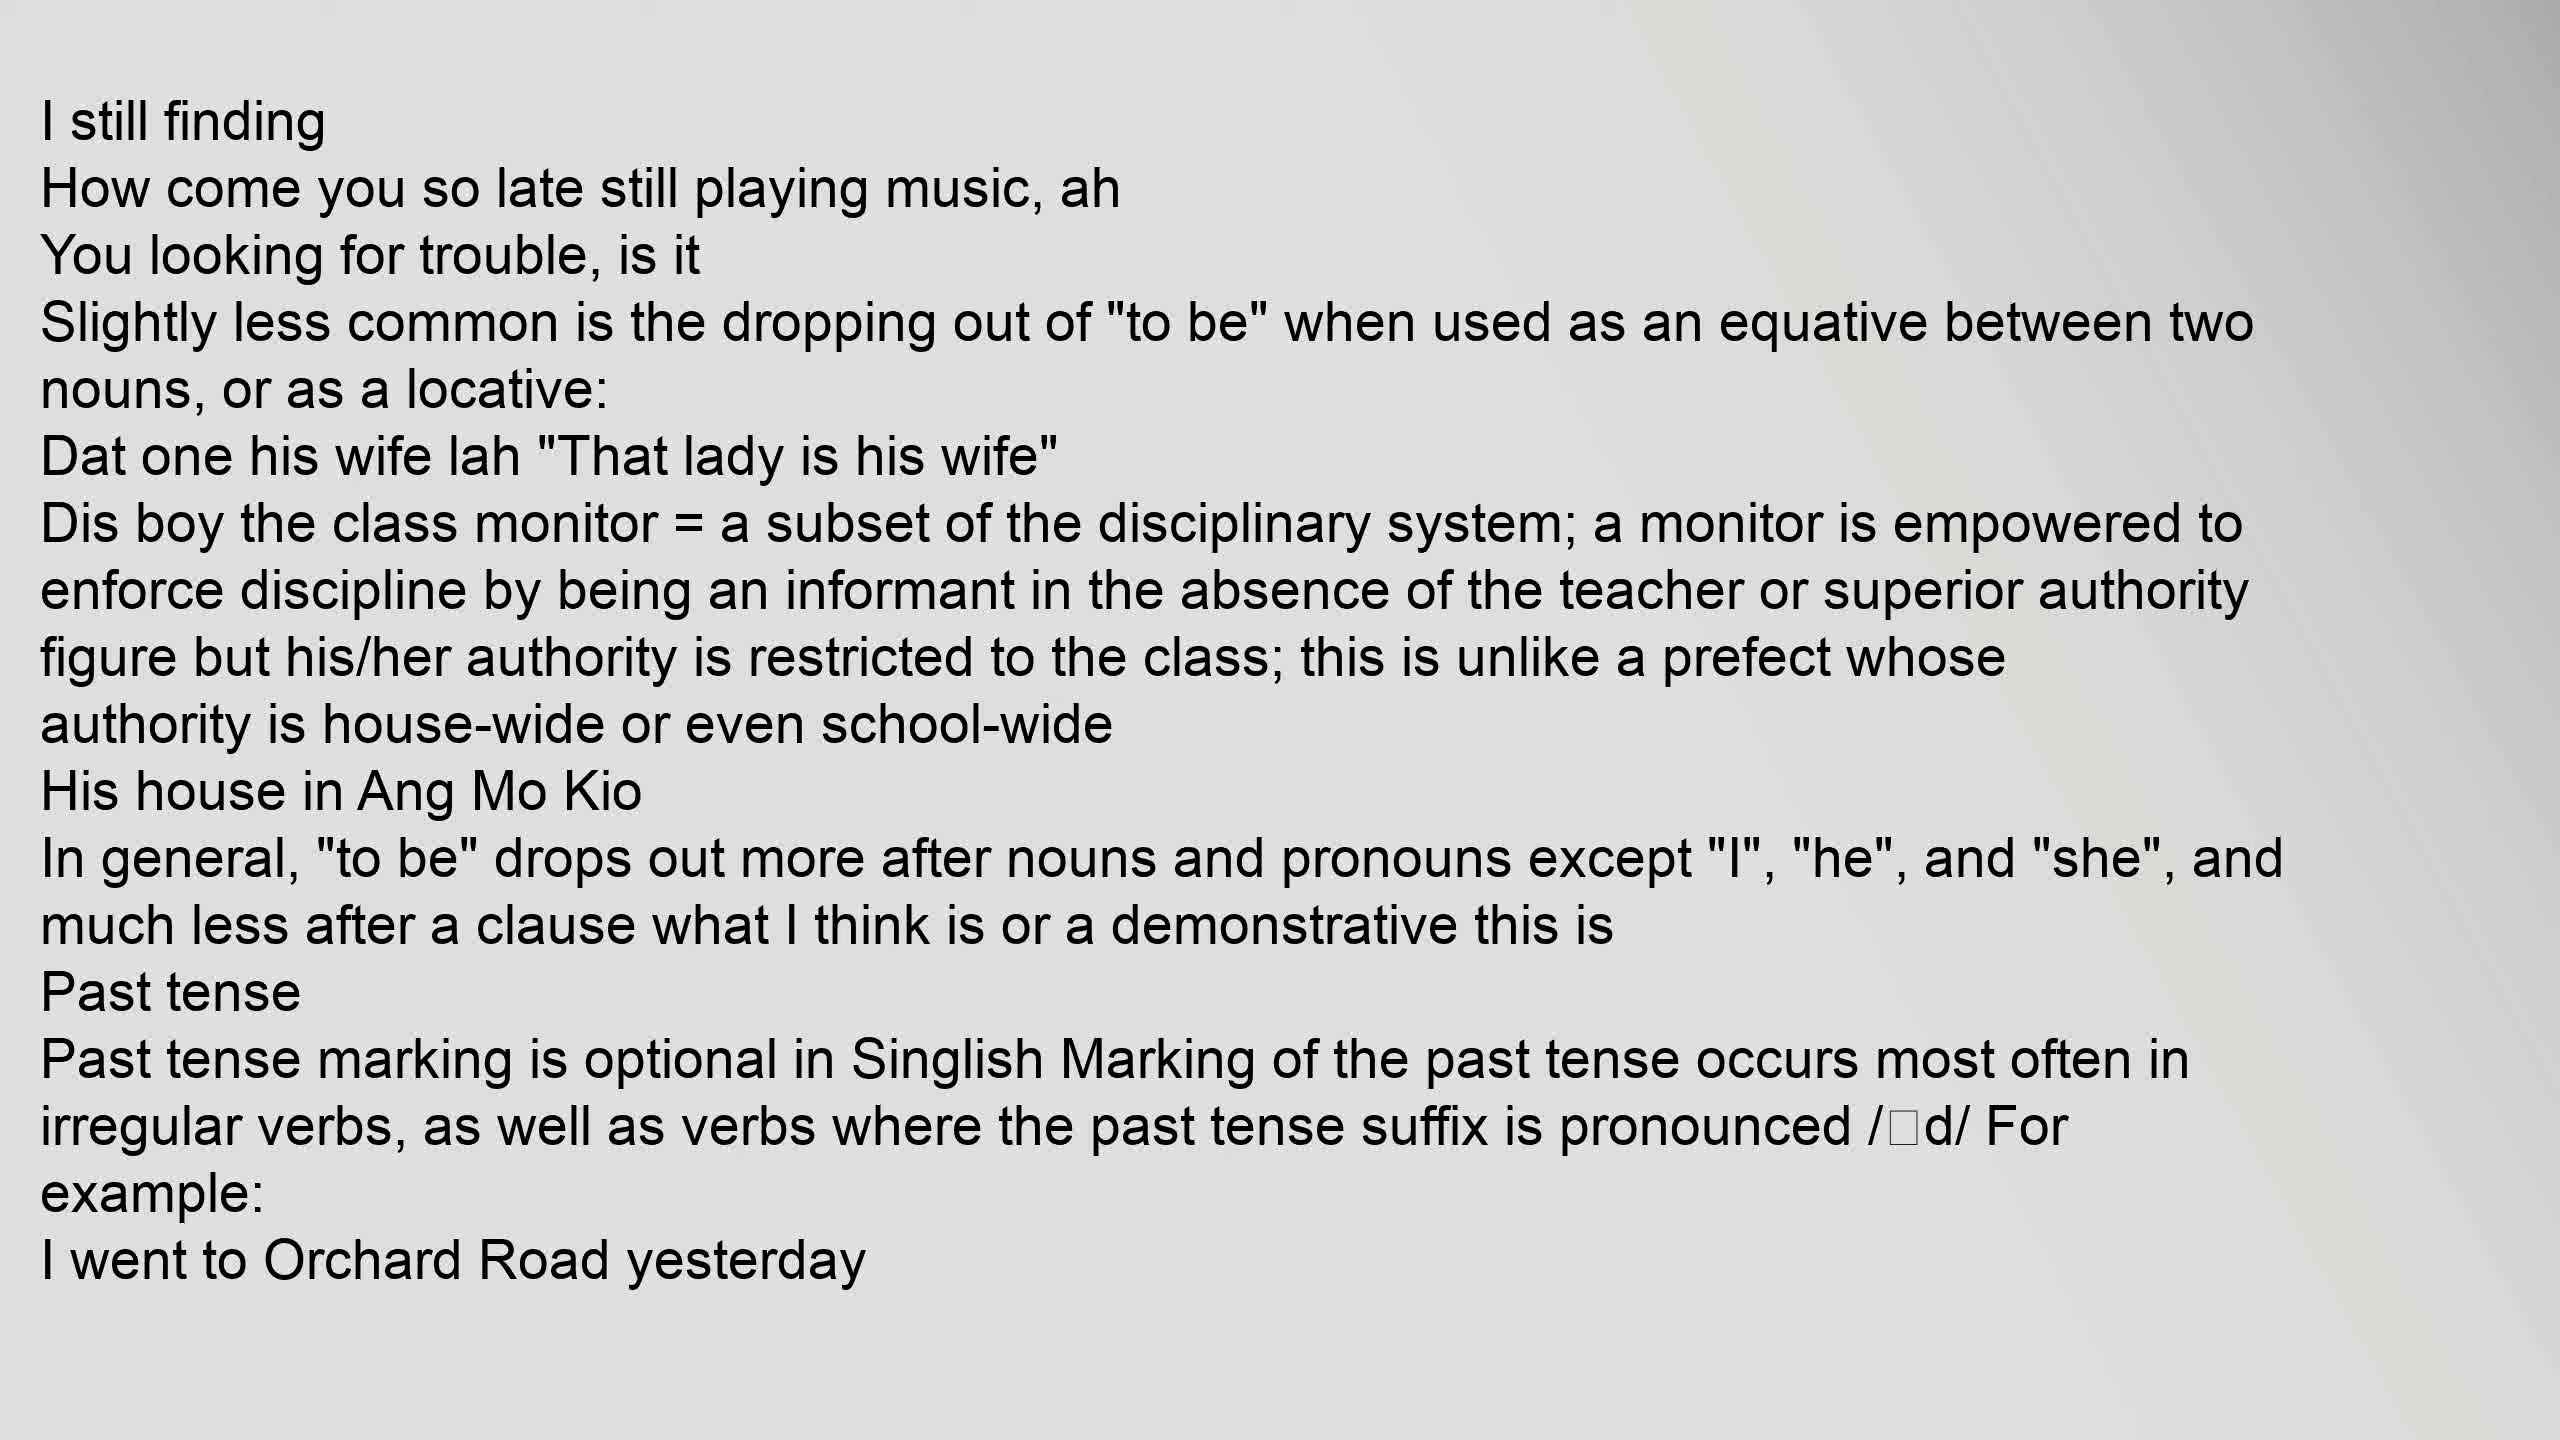 I still finding
How come you so late still playing music, ah
You looking for trouble, is it
Slightly less common is the dropping out of "to be" when used as an equative between two
nouns, or as a locative:
Dat one his wife lah "That lady is his wife"
Dis boy the class monitor = a subset of the disciplinary system; a monitor is empowered to
enforce discipline by being an informant in the absence of the teacher or superior authority
figure but his/her authority is restricted to the class; this is unlike a prefect whose
authority is house-wide or even school-wide
His house in Ang Mo Kio
In general, "to be" drops out more after nouns and pronouns except "I", "he", and "she", and
much less after a clause what I think is or a demonstrative this is
Past tense
Past tense marking is optional in Singlish Marking of the past tense occurs most often in
irregular verbs, as well as verbs where the past tense suffix is pronounced /□d/ For
example:
I went to Orchard Road yesterday